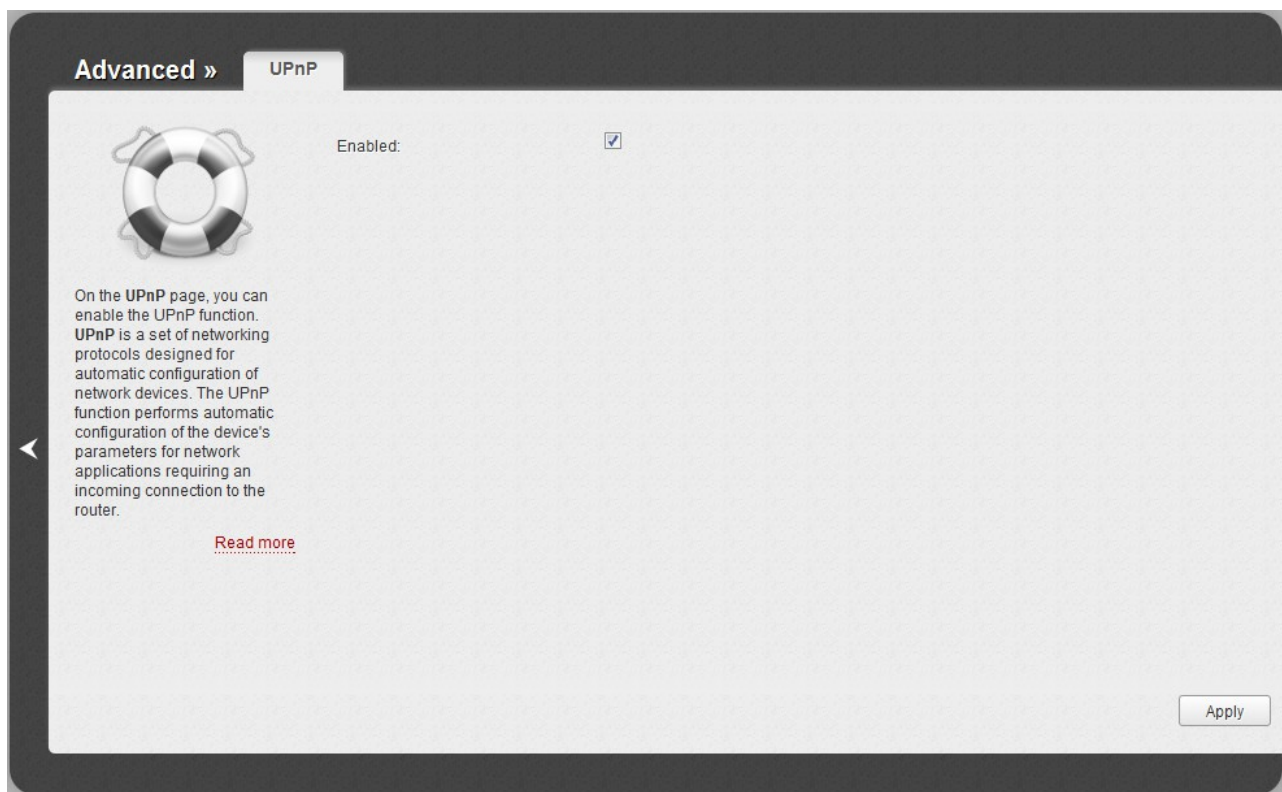 Advanced »
UPnP
Enabled:
On the UPnP page, you can
enable the UPnP function.
UPnP is a set of networking
protocols designed for
automatic configuration of
network devices. The UPnP
function performs automatic
configuration of the device's
parameters for network
applications requiring an
incoming connection to the
router.
Read more
Apply